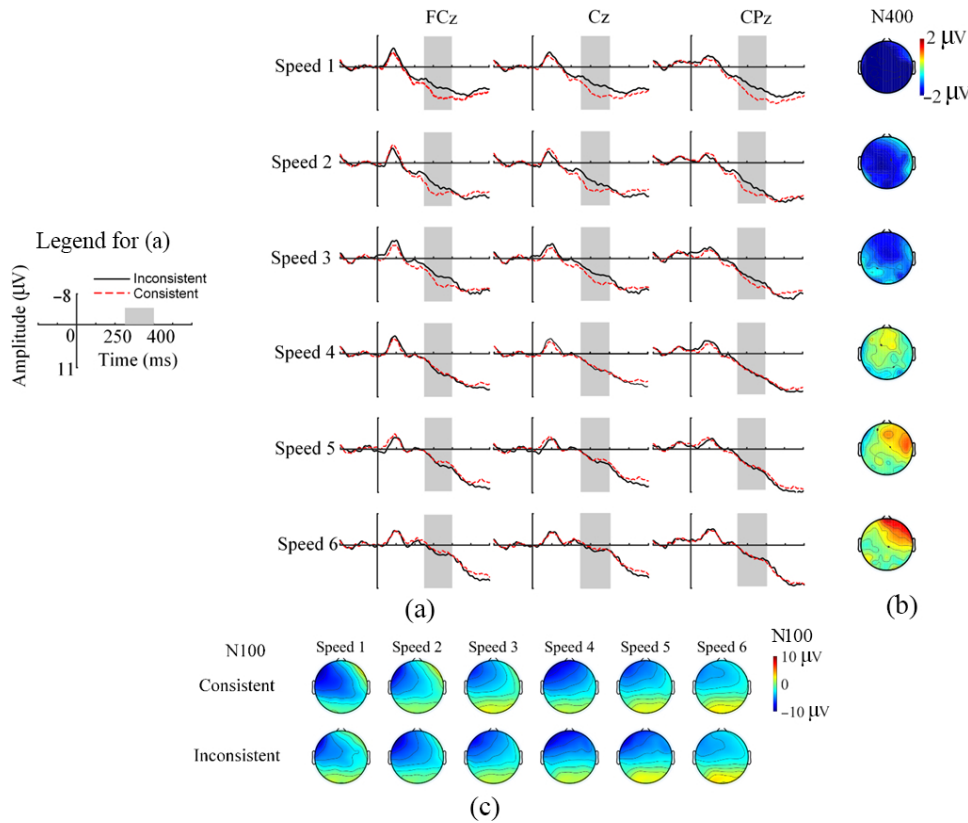 FCz Cz CPz N400
2 μV
-2 μV
Speed 1
Speed 2
Speed 3
Speed 4
Speed 5
Speed 6
Legend for (a)
Inconsistent
Consistent
Amplitude (μV)
-8
0 250 400
Time (ms)
11
(a) (b)
N100 Speed 1 Speed 2 Speed 3 Speed 4 Speed 5 Speed 6 N100
Consistent
10 μV
0
-10 μV
Inconsistent
(c)